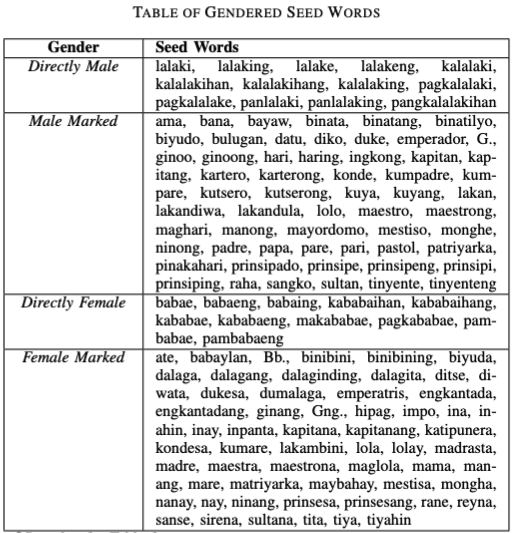 TABLE OF GENDERED SEED WORDS
Gender Seed Words
Directly Male lalaki, lalaking, lalake, lalakeng, kalalaki,
kalalakihan, kalalakihang, kalalaking, pagkalalaki,
pagkalalake, panlalaki, panlalaking, pangkalalakihan
Male Marked ama, bana, bayaw, binata, binatang, binatilyo,
biyudo, bulugan, datu, diko, duke, emperador, G.,
ginoo, ginoong, hari, haring, ingkong, kapitan, kap-
itang, kartero, karterong, konde, kumpadre, kum-
pare, kutsero, kutserong, kuya, kuyang, lakan,
lakandiwa, lakandula, lolo, maestro, maestrong,
maghari, manong, mayordomo, mestiso, monghe,
ninong, padre, papa, pare, pari, pastol, patriyarka,
pinakahari, prinsipado, prinsipe, prinsipeng, prinsipi,
prinsiping, raha, sangko, sultan, tinyente, tinyenteng
Directly Female babae, babaeng, babaing, kababaihan, kababaihang,
kababae, kababaeng, makababae, pagkababae, pam-
babae, pambabaeng
Female Marked ate, babaylan, Bb., binibini, binibining, biyuda,
dalaga, dalagang, dalaginding, dalagita, ditse, di-
wata, dukesa, dumalaga, emperatris, engkantada,
engkantadang, ginang, Gng., hipag, impo, ina, in-
ahin, inay, inpanta, kapitana, kapitanang, katipunera,
kondesa, kumare, lakambini, lola, lolay, madrasta,
madre, maestra, maestrona, maglola, mama, man-
ang, mare, matriyarka, maybahay, mestisa, mongha,
nanay, nay, ninang, prinsesa, prinsesang, rane, reyna,
sanse, sirena, sultana, tita, tiya, tiyahin